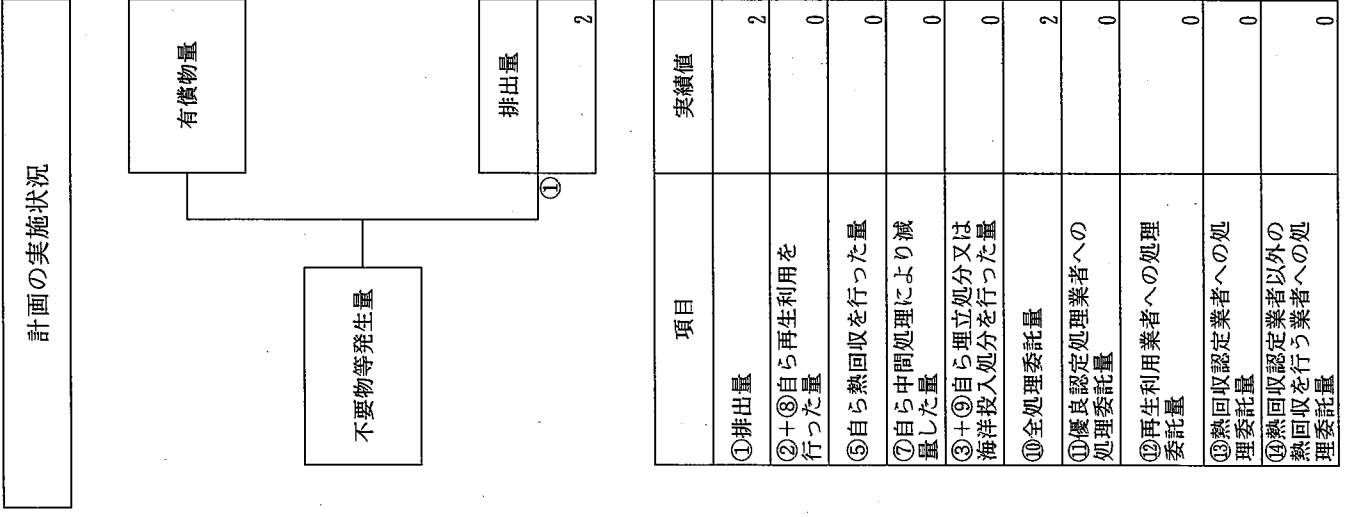 計画の実施状況
有償物量
不要物等発生量
排出量
①
2
項目
実績値
①排出量
2
②+⑧自ら再生利用を
行った量
0
⑤自ら熱回収を行った量
0
⑦自ら中間処理により減
量した量
0
③+⑨自ら埋立処分又は
海洋投入処分を行った量
0
⑩全処理委託量
2
⑪優良認定処理業者への
処理委託量
0
⑫再生利用業者への処理
委託量
0
⑬熱回収認定業者への処
理委託量
0
⑭熱回収認定業者以外の
熱回収を行う業者への処
理委託量
0